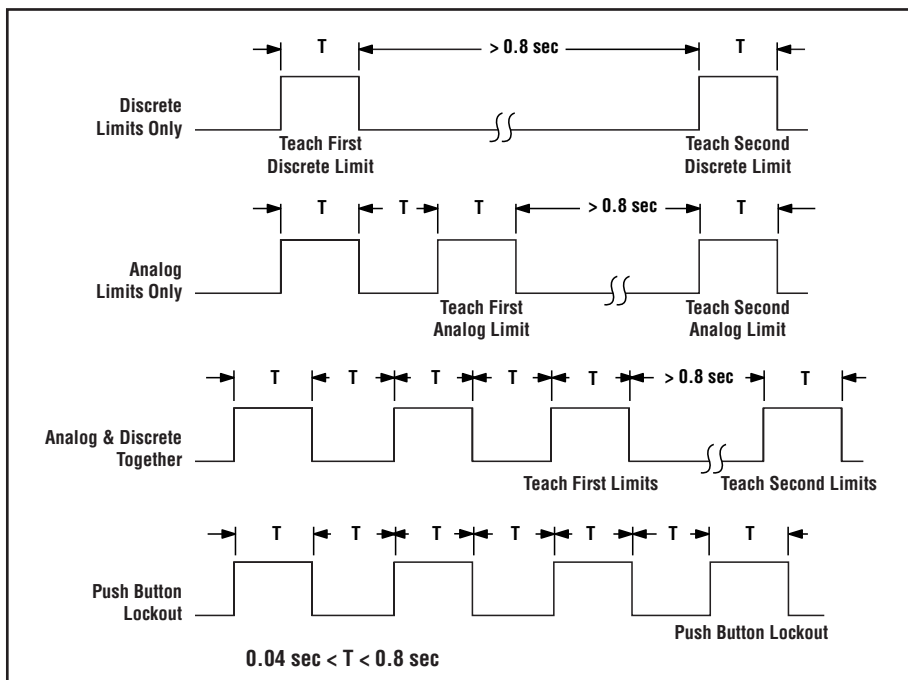 T > 0.8 sec T
Discrete
Limits Only
Teach First
Discrete Limit
Teach Second
Discrete Limit
T T T > 0.8 sec T
Analog
Limits Only
Teach First
Analog Limit
Teach Second
Analog Limit
T T T T T > 0.8 sec T
Analog & Discrete
Together
Teach First Limits Teach Second Limits
T T T T T T T
Push Button
Lockout
Push Button Lockout
0.04 sec < T < 0.8 sec